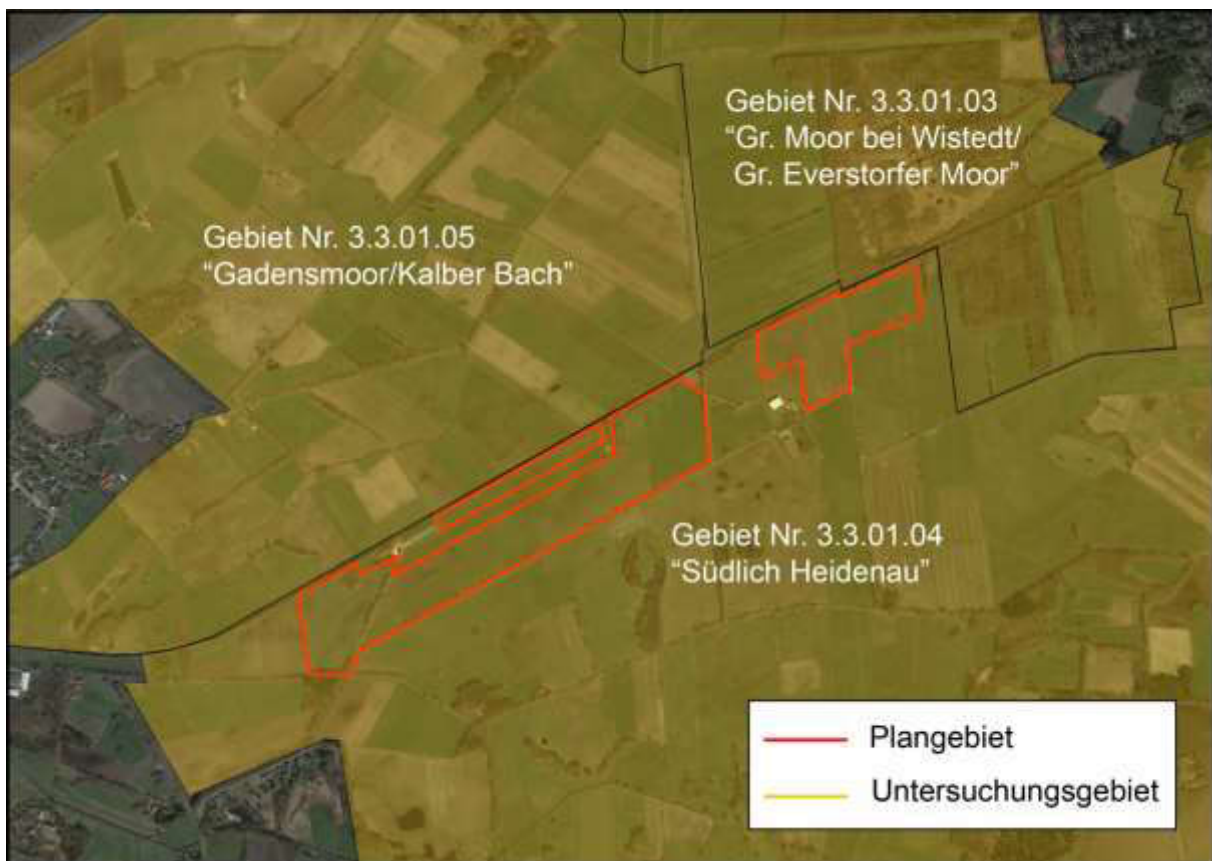 Gebiet Nr. 3.3.01.03
“Gr. Moor bei Wistedt/
Gr. Everstorfer Moor”
Gebiet Nr. 3.3.01.05
“Gadensmoor/Kalber Bach”
Gebiet Nr. 3.3.01.04
“Südlich Heidenau”
Plangebiet
Untersuchungsgebiet